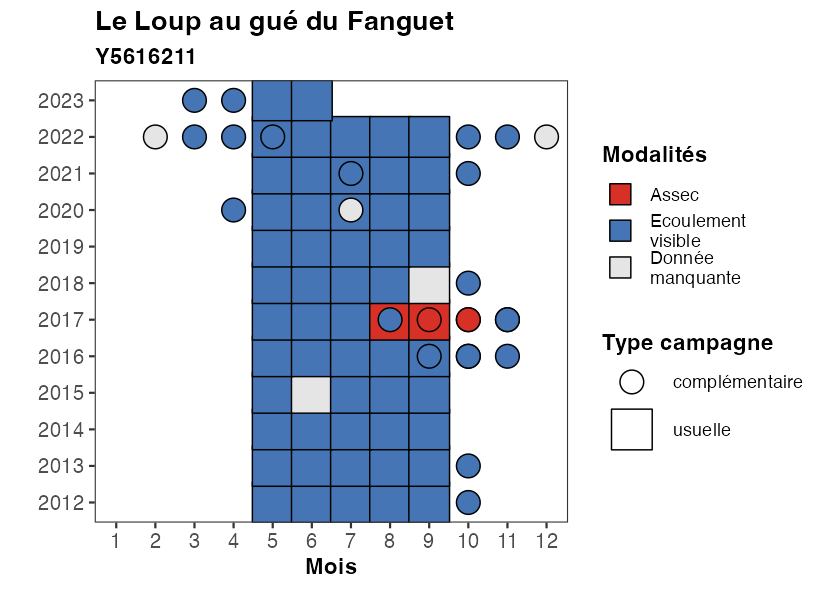 Le Loup au gué du Fanguet
Y5616211
2023
2022
2021
2020
2019
2018
2017
2016
2015
2014
2013
2012
1 2 3 4 5 6 7 8 9 10 11 12
Mois
Modalités
Assec
Ecoulement
visible
Donnée
manquante
Type campagne
complémentaire
usuelle